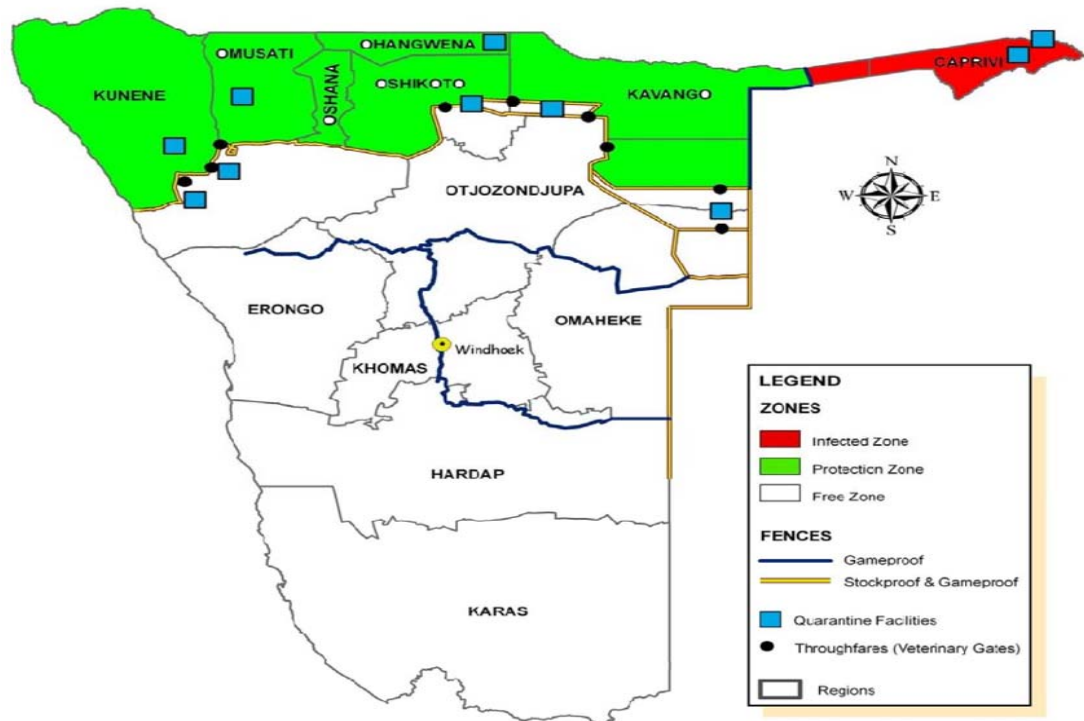 OHANGWENA
OMUSATI
CAPRIVI
KUNENE
OSHANA
OSHIKOTO
KAVANGO
N
W E
S
OTJOZONDJUPA
ERONGO
OMAHEKE
Windhoek
KHOMAS
HARDAP
KARAS
LEGEND
ZONES
Infected Zone
Protection Zone
Free Zone
FENCES
Gameproof
Stockproof & Gameproof
Quarantine Facilities
Throughfares (Veterinary Gates)
Regions